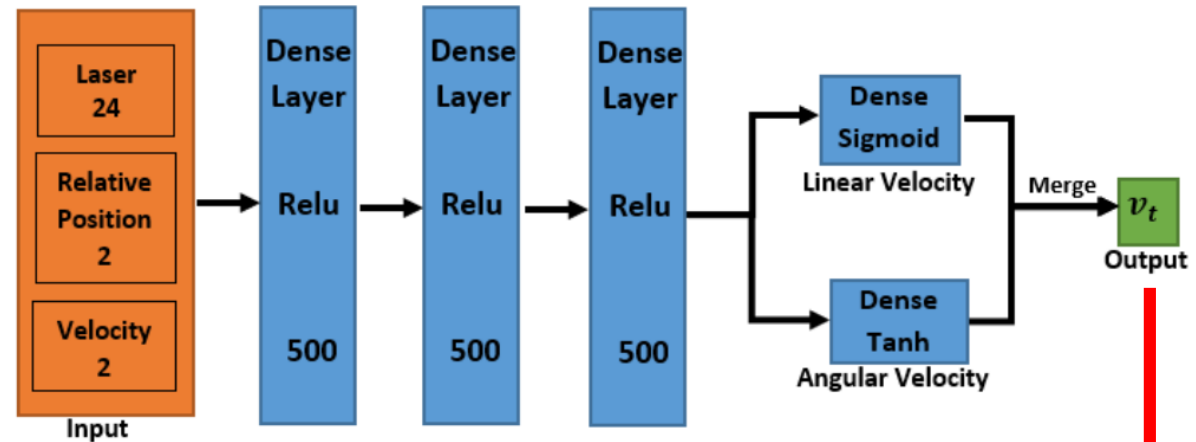 Laser
24
Relative
Position
2
Velocity
2
Input
Dense
Layer
Relu
500
Dense
Layer
Relu
500
Dense
Layer
Relu
500
Dense
Sigmoid
Linear Velocity
Dense
Tanh
Angular Velocity
Merge
v_t
Output